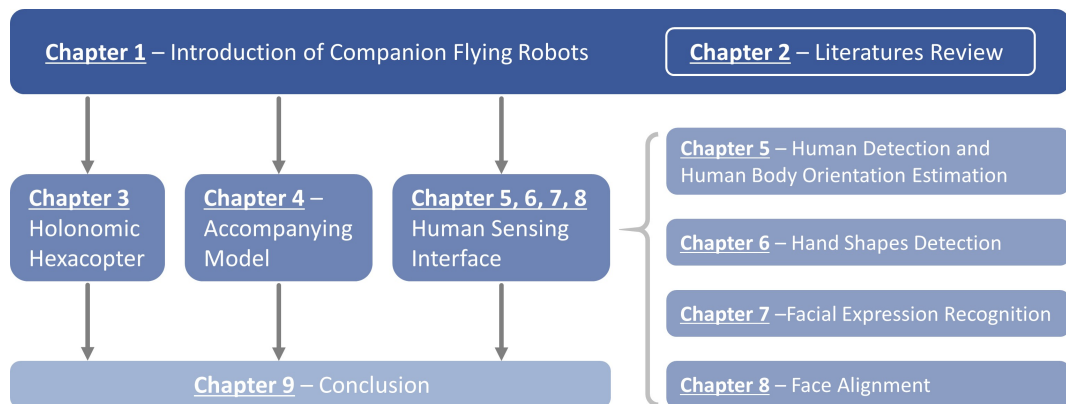 Chapter 1 – Introduction of Companion Flying Robots
Chapter 2 – Literatures Review
Chapter 3
Holonomic
Hexacopter
Chapter 4 –
Accompanying
Model
Chapter 5, 6, 7, 8
Human Sensing
Interface
Chapter 5 – Human Detection and
Human Body Orientation Estimation
Chapter 6 – Hand Shapes Detection
Chapter 7 –Facial Expression Recognition
Chapter 8 – Face Alignment
Chapter 9 – Conclusion